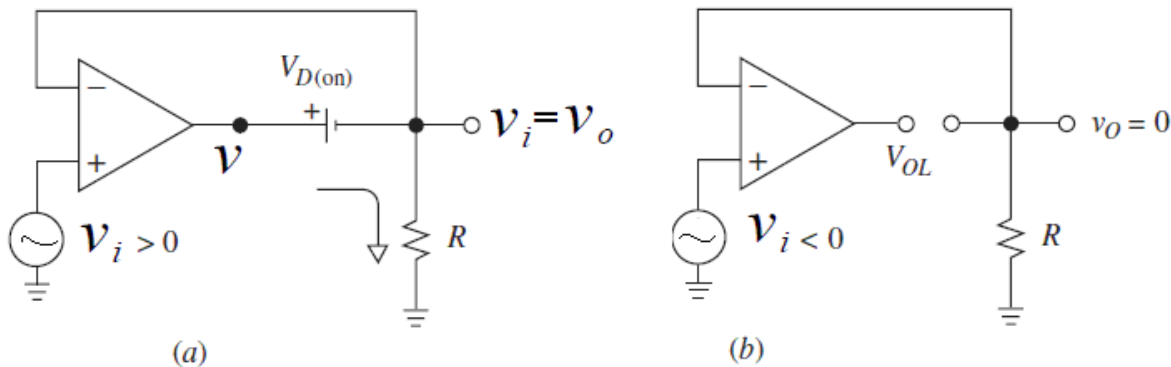 V_D(on)
−
+
+
v
v_i = v_o
v_i > 0
R
(a)
−
+
V_OL
v_O = 0
v_i < 0
R
(b)